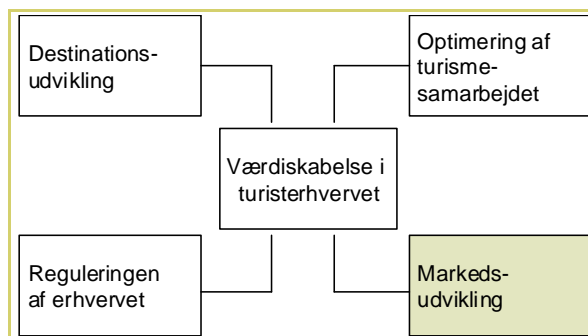 Destinations-
udvikling
Optimering af
turisme-
samarbejdet
Værdiskabelse i
turisterhvervet
Reguleringen
af erhvervet
Markeds-
udvikling